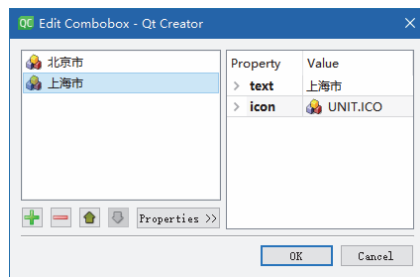 QC Edit Combobox - Qt Creator
北京市
上海市
Property Value
text 上海市
icon UNIT.ICO
Properties >>
OK Cancel